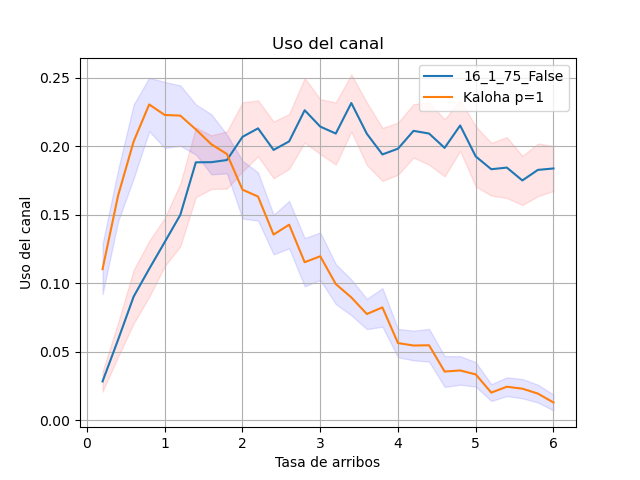 Uso del canal
16_1_75_False
Kaloha p=1
Uso del canal
0.25
0.20
0.15
0.10
0.05
0.00
0 1 2 3 4 5 6
Tasa de arribos